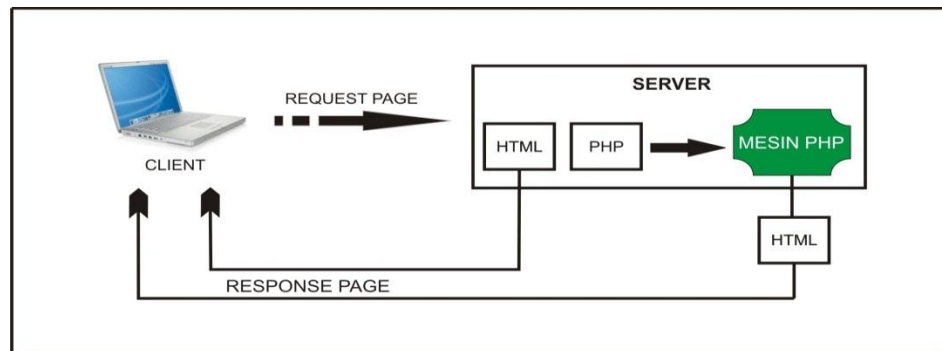 SERVER
REQUEST PAGE
HTML
PHP
MESIN PHP
CLIENT
HTML
RESPONSE PAGE